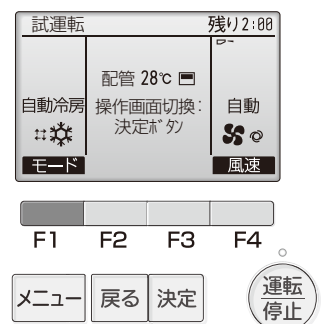 試運転 残り2:00
配管 28℃
自動冷房 操作画面切換: 自動
決定ボタン
モード 風速
F1 F2 F3 F4
メニュー 戻る 決定 運転
停止